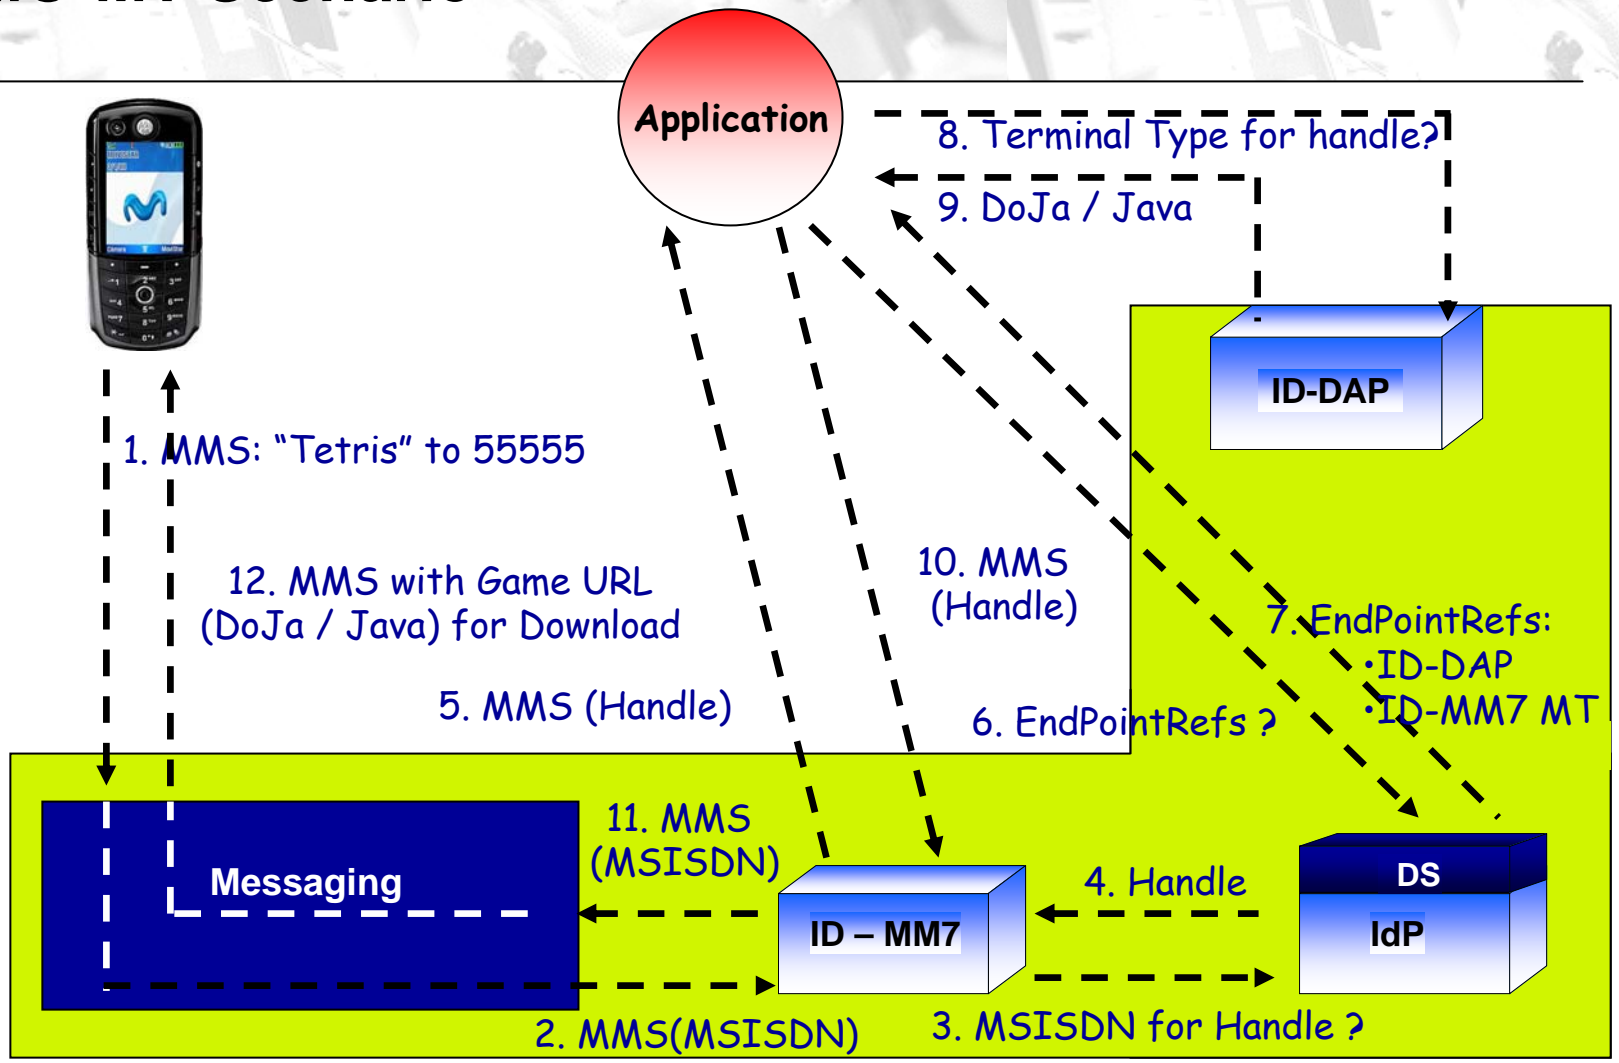 Scenario
Application
8. Terminal Type for handle?
9. DoJa / Java
ID-DAP
1. MMS: “Tetris” to 55555
12. MMS with Game URL
(DoJa / Java) for Download
10. MMS
(Handle)
7. EndPointRefs:
•ID-DAP
•ID-MM7 MT
5. MMS (Handle)
6. EndPointRefs ?
11. MMS
(MSISDN)
Messaging
4. Handle
DS
ID – MM7
IdP
2. MMS(MSISDN)
3. MSISDN for Handle ?